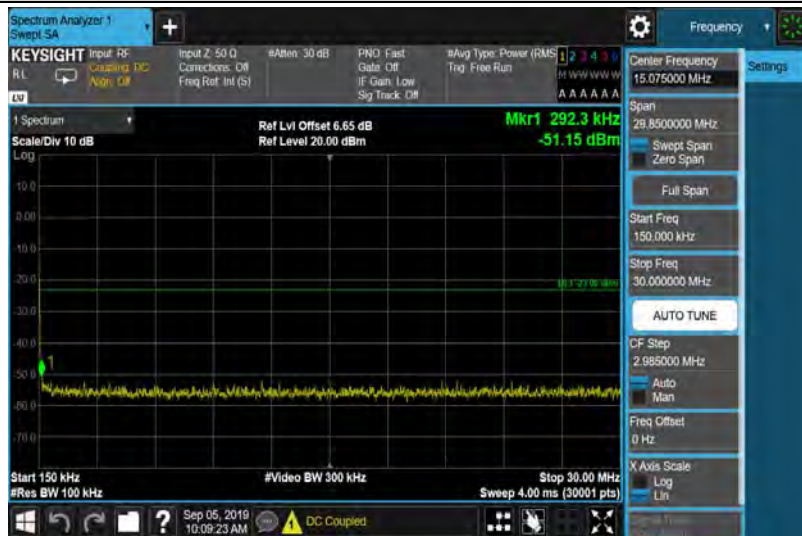 Spectrum Analyzer 1
Swept SA
+
Frequency
KEYSIGHT
RL
LXI
Input: RF
Coupling: DC
Align: Off
Input Z: 50 Ω
Corrections: Off
Freq Ref: Int (S)
#Atten: 30 dB
PNO: Fast
Gate: Off
IF Gain: Low
Sig Track: Off
#Avg Type: Power (RMS
Trig: Free Run
1 2 3 4 5 6
M W W W W W
A A A A A A
1 Spectrum
Scale/Div 10 dB
Log
Ref Lvl Offset 6.65 dB
Ref Level 20.00 dBm
Mkr1 292.3 kHz
-51.15 dBm
10.0
0.00
-10.0
-20.0
-30.0
-40.0
-50.0
-60.0
-70.0
1
Start 150 kHz
#Res BW 100 kHz
#Video BW 300 kHz
Stop 30.00 MHz
Sweep 4.00 ms (30001 pts)
Center Frequency
15.075000 MHz
Settings
Span
29.8500000 MHz
Swept Span
Zero Span
Full Span
Start Freq
150.000 kHz
Stop Freq
30.000000 MHz
AUTO TUNE
CF Step
2.985000 MHz
Auto
Man
Freq Offset
0 Hz
X Axis Scale
Log
Lin
?
Sep 05, 2019
10:09:23 AM
DC Coupled